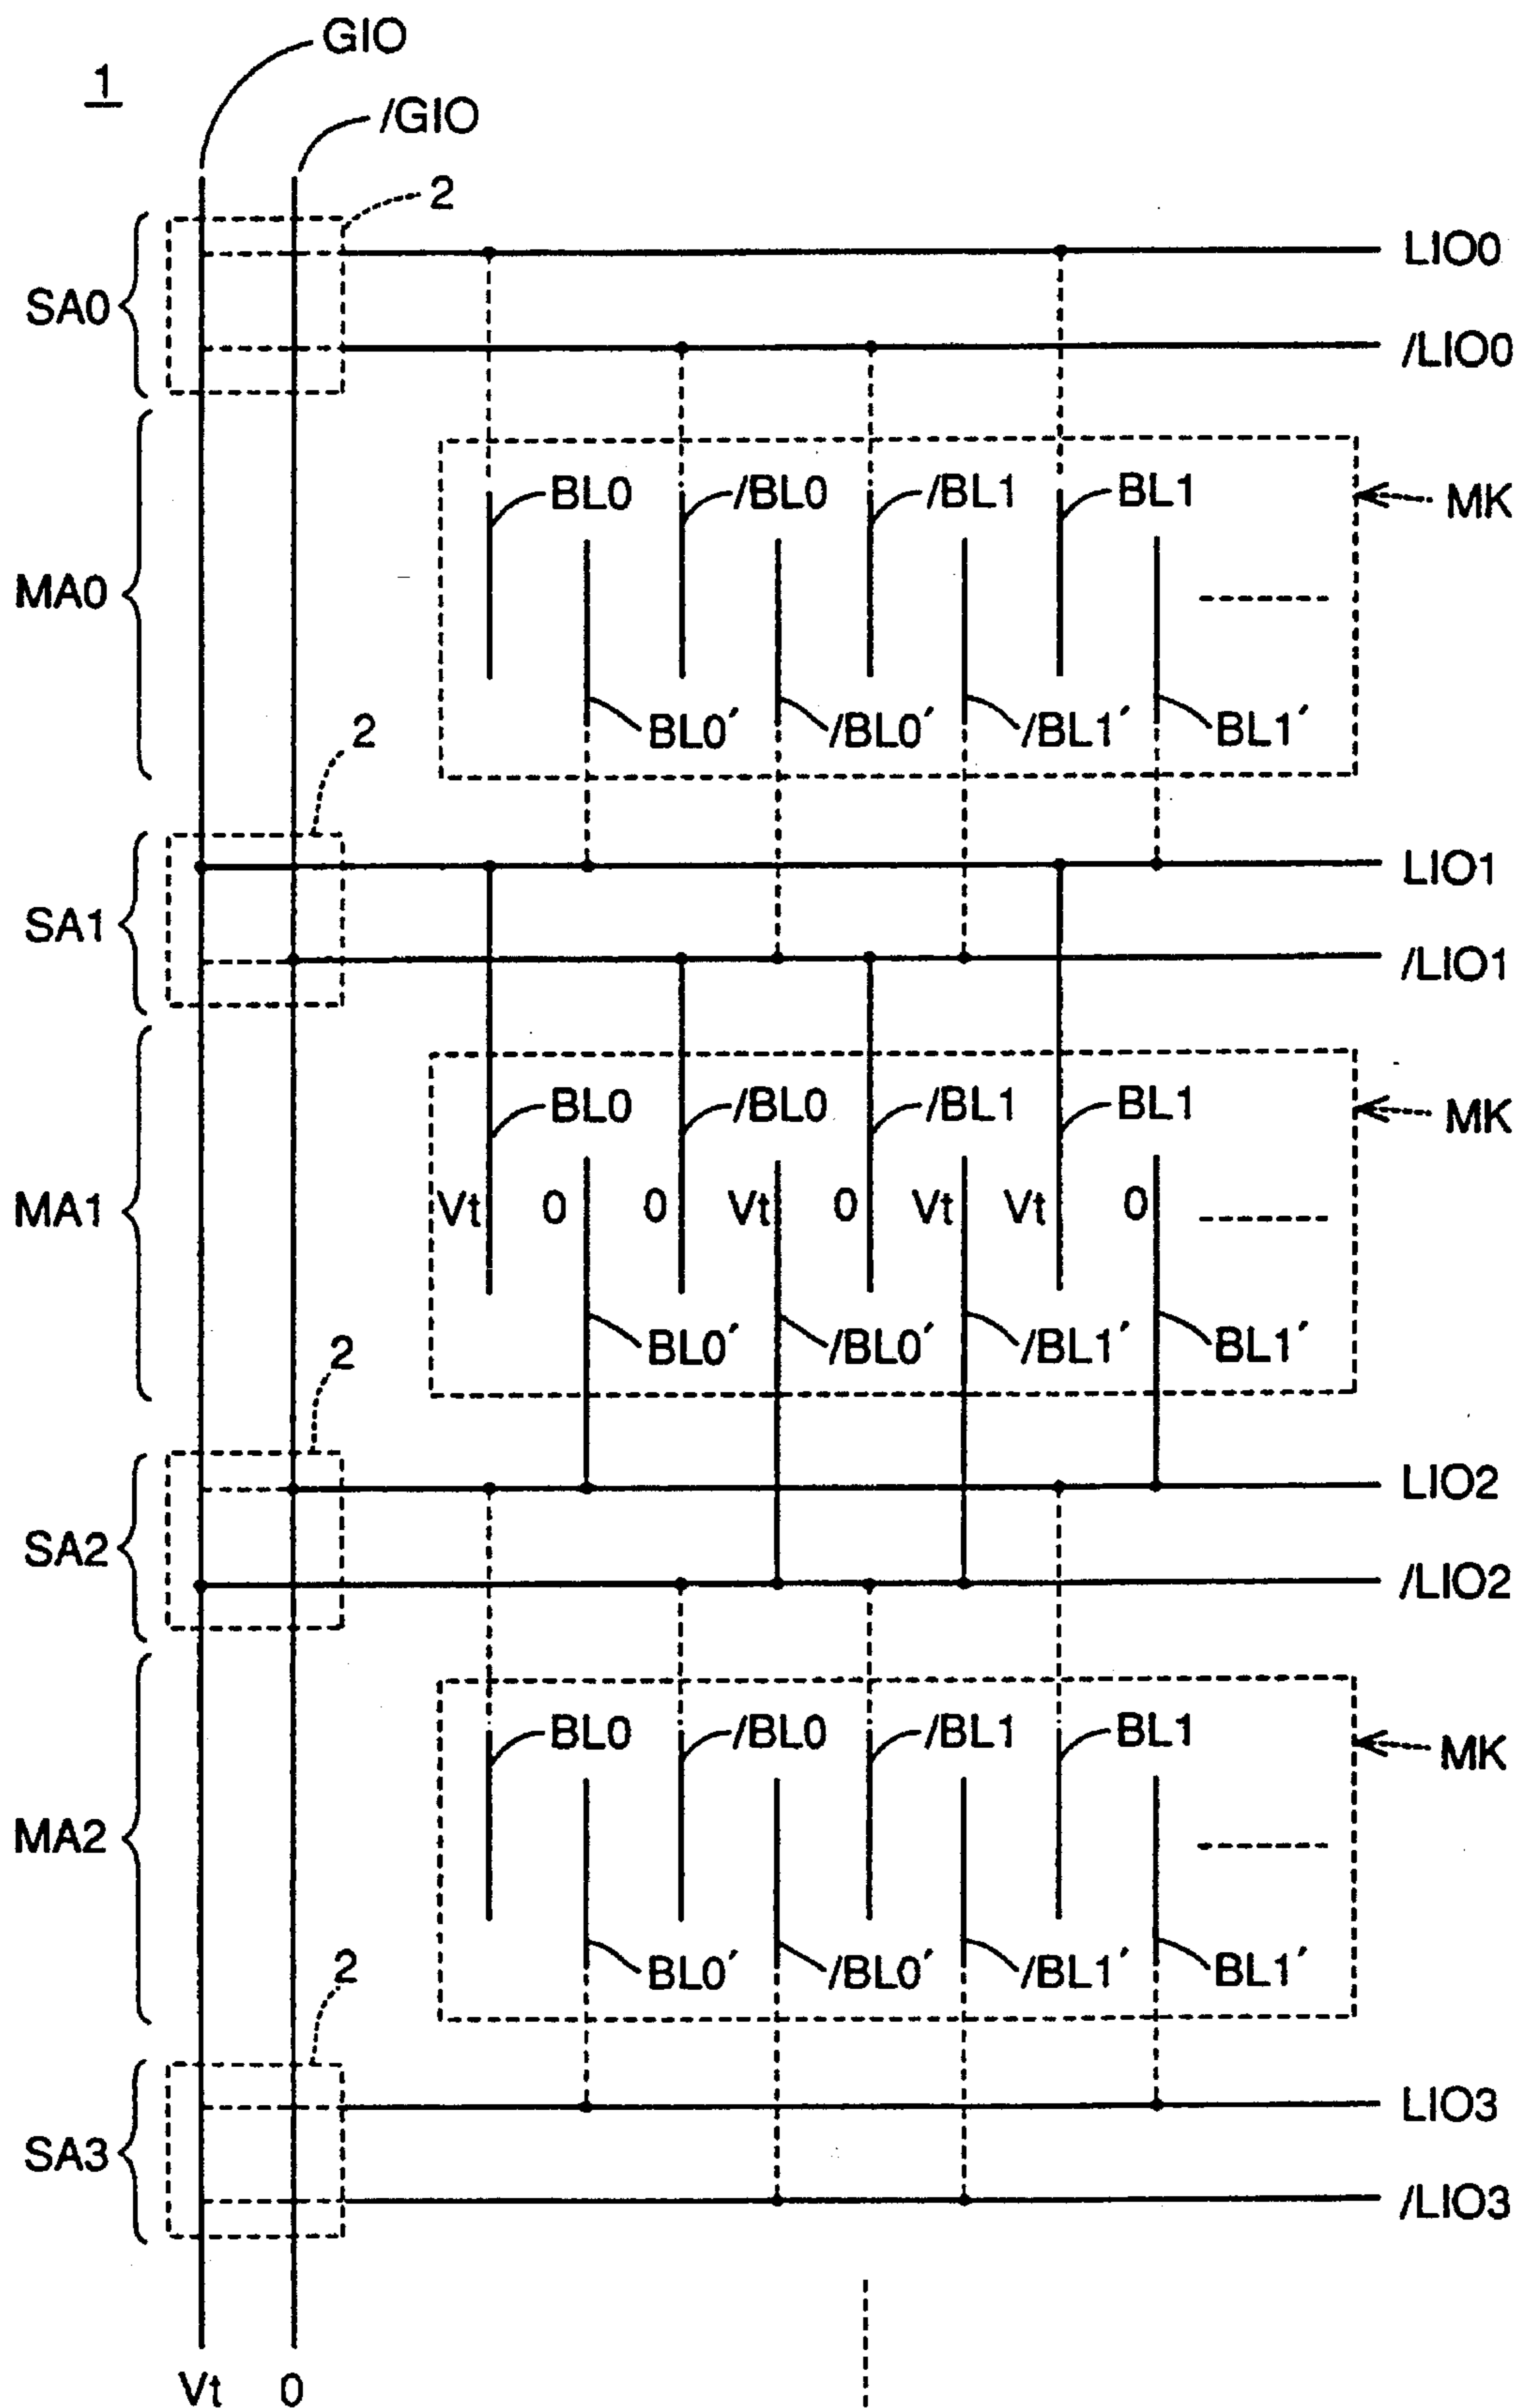 GIO
1
/GIO
2
LIO0
SA0
/LIO0
BL0 /BL0 /BL1 BL1
MK
MA0
BL0′ /BL0′ /BL1′ BL1′
2
LIO1
SA1
/LIO1
BL0 /BL0 /BL1 BL1
MK
MA1
Vt 0 0 Vt 0 Vt Vt 0
BL0′ /BL0′ /BL1′ BL1′
2
LIO2
SA2
/LIO2
BL0 /BL0 /BL1 BL1
MK
MA2
BL0′ /BL0′ /BL1′ BL1′
2
LIO3
SA3
/LIO3
Vt 0